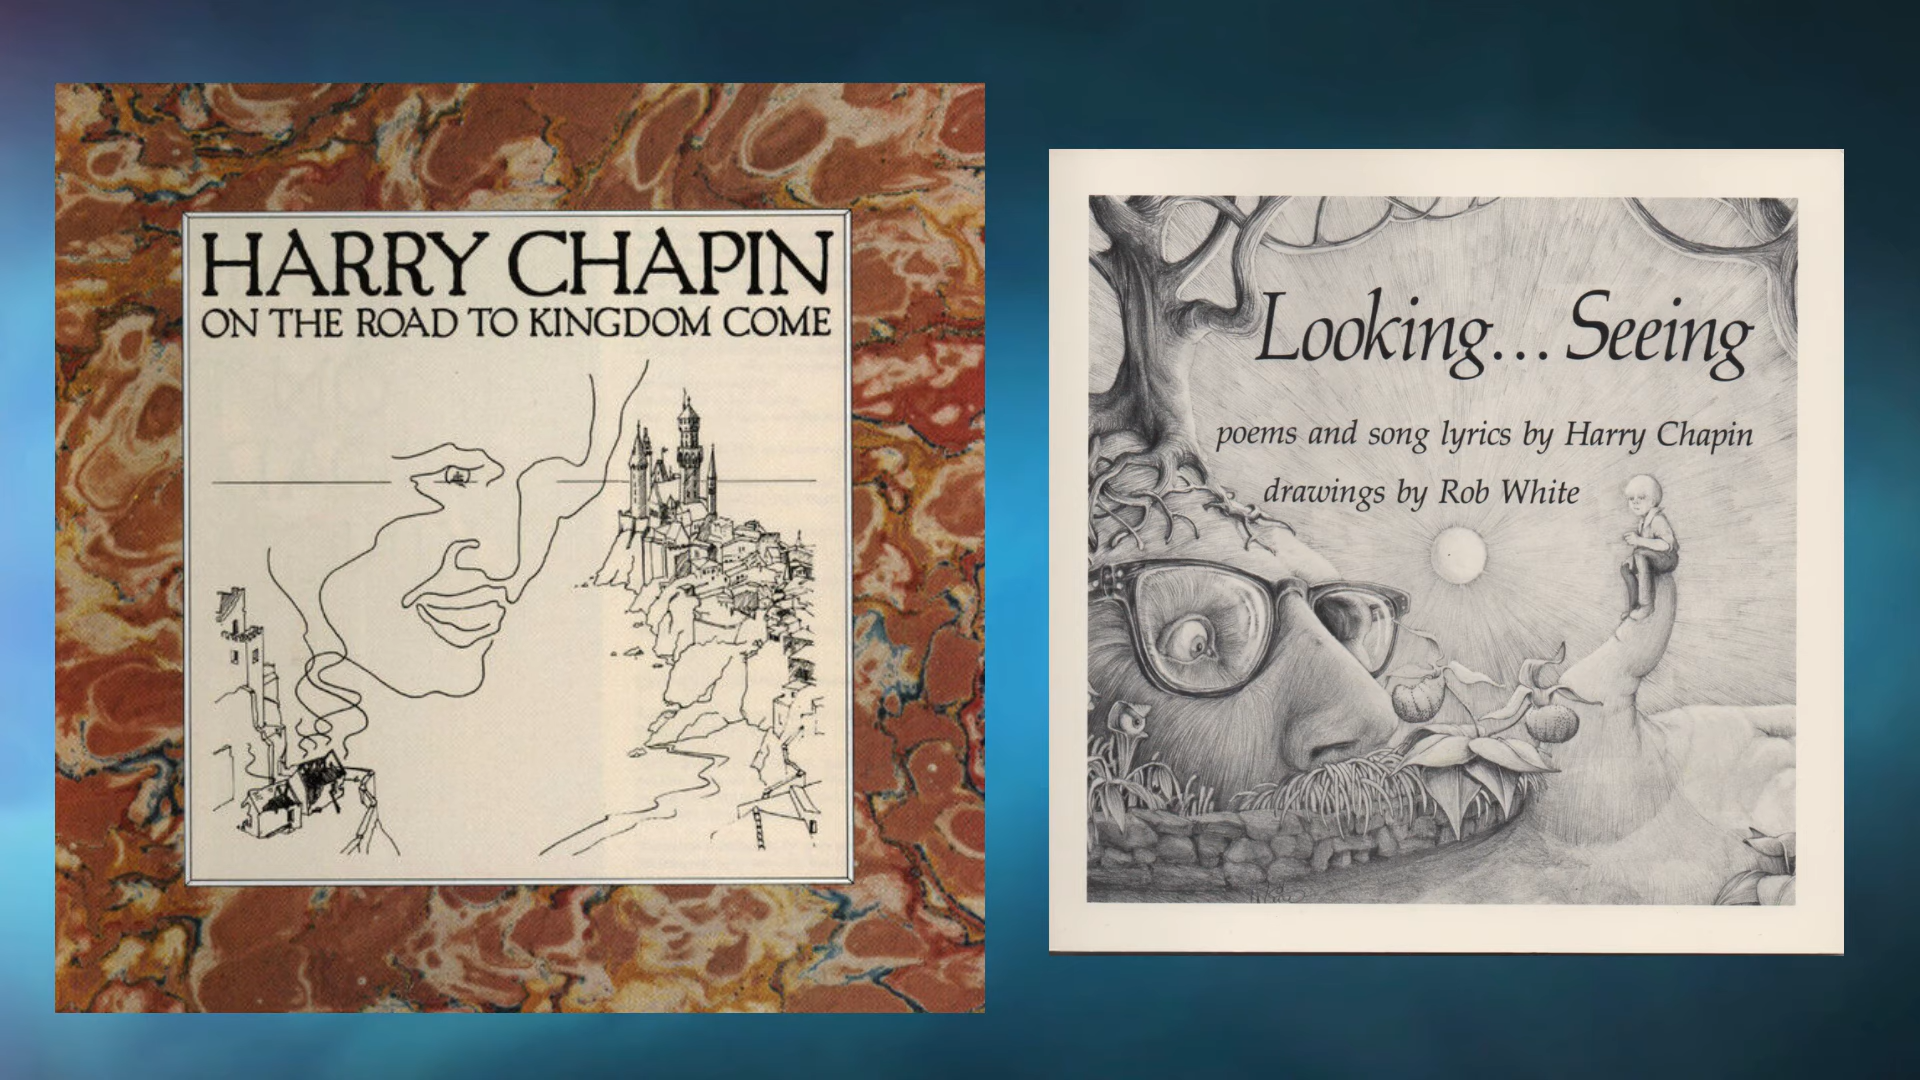 HARRY CHAPIN
ON THE ROAD TO KINGDOM COME
Looking... Seeing
poems and song lyrics by Harry Chapin
drawings by Rob White